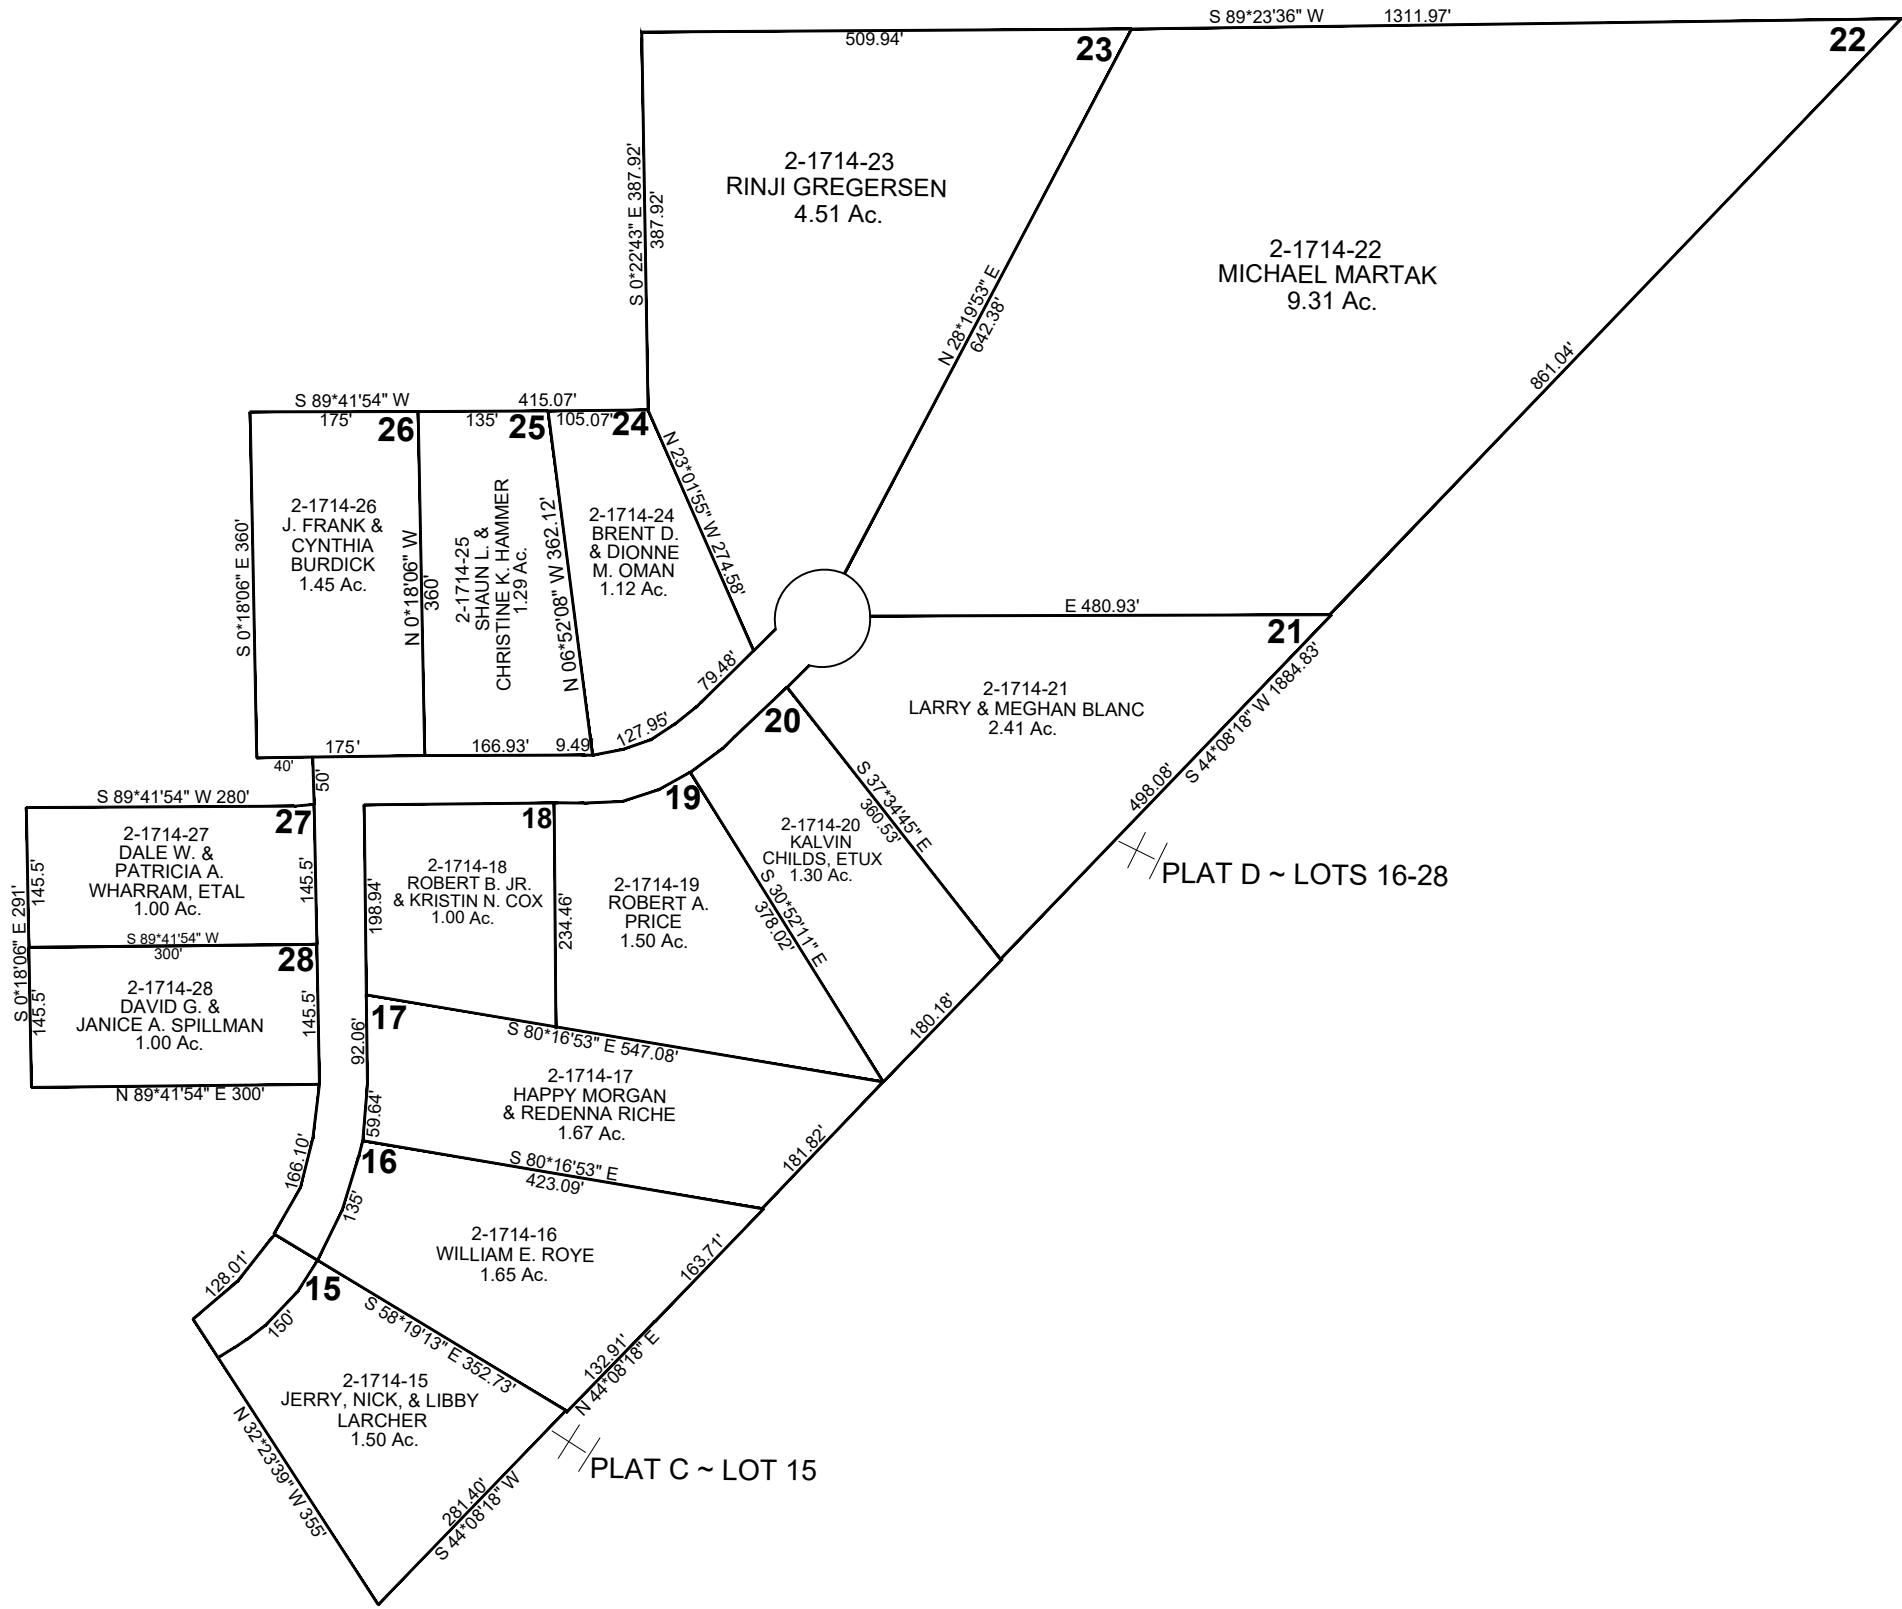 S 89*23'36" W 1311.97'
509.94'
23
22
2-1714-23
RINJI GREGERSEN
4.51 Ac.
S 0*22'43" E 387.92'
387.92'
2-1714-22
MICHAEL MARTAK
9.31 Ac.
N 28*19'53" E
642.38'
861.04'
S 89*41'54" W
415.07'
175'
26
135'
25
105.07'
24
N 23*01'55" W 274.58'
2-1714-26
J. FRANK &
CYNTHIA
BURDICK
1.45 Ac.
S 0*18'06" E 360'
N 0*18'06" W
360'
2-1714-25
SHAUN L. &
CHRISTINE K. HAMMER
1.29 Ac.
N 06*52'08" W 362.12'
2-1714-24
BRENT D.
& DIONNE
M. OMAN
1.12 Ac.
E 480.93'
21
79.48'
127.95'
20
2-1714-21
LARRY & MEGHAN BLANC
2.41 Ac.
S 44*08'18" W 1884.83'
498.08'
175'
166.93'
9.49'
40'
50'
S 89*41'54" W 280'
27
18
19
S 37*34'45" E
360.53'
2-1714-27
DALE W. &
PATRICIA A.
WHARRAM, ETAL
1.00 Ac.
145.5'
145.5'
2-1714-18
ROBERT B. JR.
& KRISTIN N. COX
1.00 Ac.
198.94'
234.46'
2-1714-19
ROBERT A.
PRICE
1.50 Ac.
2-1714-20
KALVIN
CHILDS, ETUX
1.30 Ac.
S 30*52'11" E
378.02'
PLAT D ~ LOTS 16-28
S 0*18'06" E 291'
S 89*41'54" W
300'
28
2-1714-28
DAVID G. &
JANICE A. SPILLMAN
1.00 Ac.
145.5'
145.5'
N 89*41'54" E 300'
17
92.06'
S 80*16'53" E 547.08'
180.18'
2-1714-17
HAPPY MORGAN
& REDENNA RICHE
1.67 Ac.
59.64'
181.82'
16
S 80*16'53" E
423.09'
166.10'
135'
2-1714-16
WILLIAM E. ROYE
1.65 Ac.
163.71'
128.01'
15
150'
S 58*19'13" E 352.73'
132.91'
N 44*08'18" E
2-1714-15
JERRY, NICK, & LIBBY
LARCHER
1.50 Ac.
N 32*23'39" W 355'
281.40'
S 44*08'18" W
PLAT C ~ LOT 15